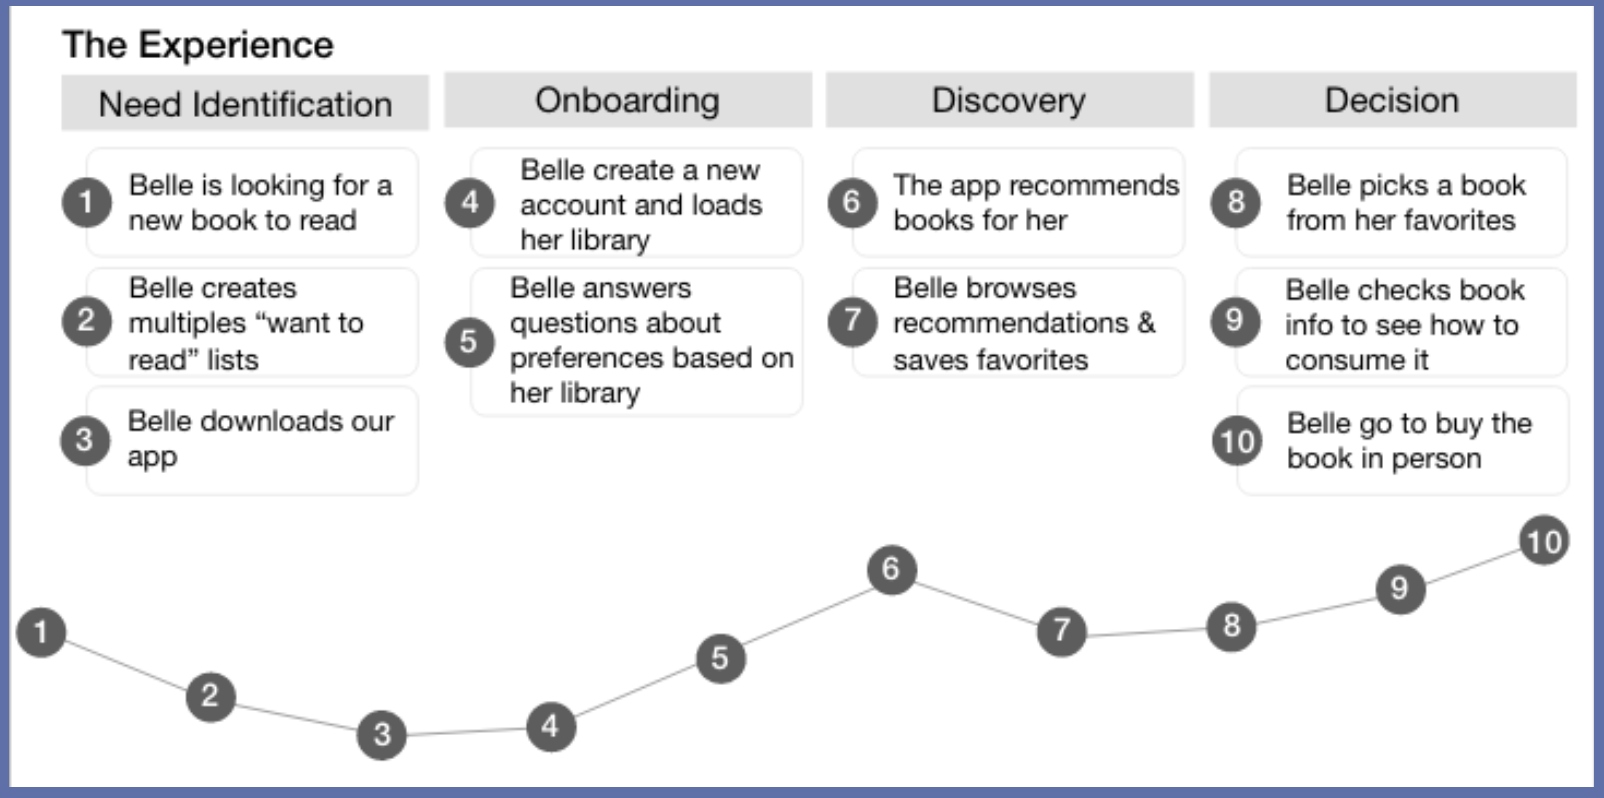 The Experience
Need Identification
1
Belle is looking for a
new book to read
2
Belle creates
multiples “want to
read” lists
3
Belle downloads our
app
Onboarding
4
Belle create a new
account and loads
her library
5
Belle answers
questions about
preferences based on
her library
Discovery
6
The app recommends
books for her
7
Belle browses
recommendations &
saves favorites
Decision
8
Belle picks a book
from her favorites
9
Belle checks book
info to see how to
consume it
10
Belle go to buy the
book in person
1
2
3
4
5
6
7
8
9
10